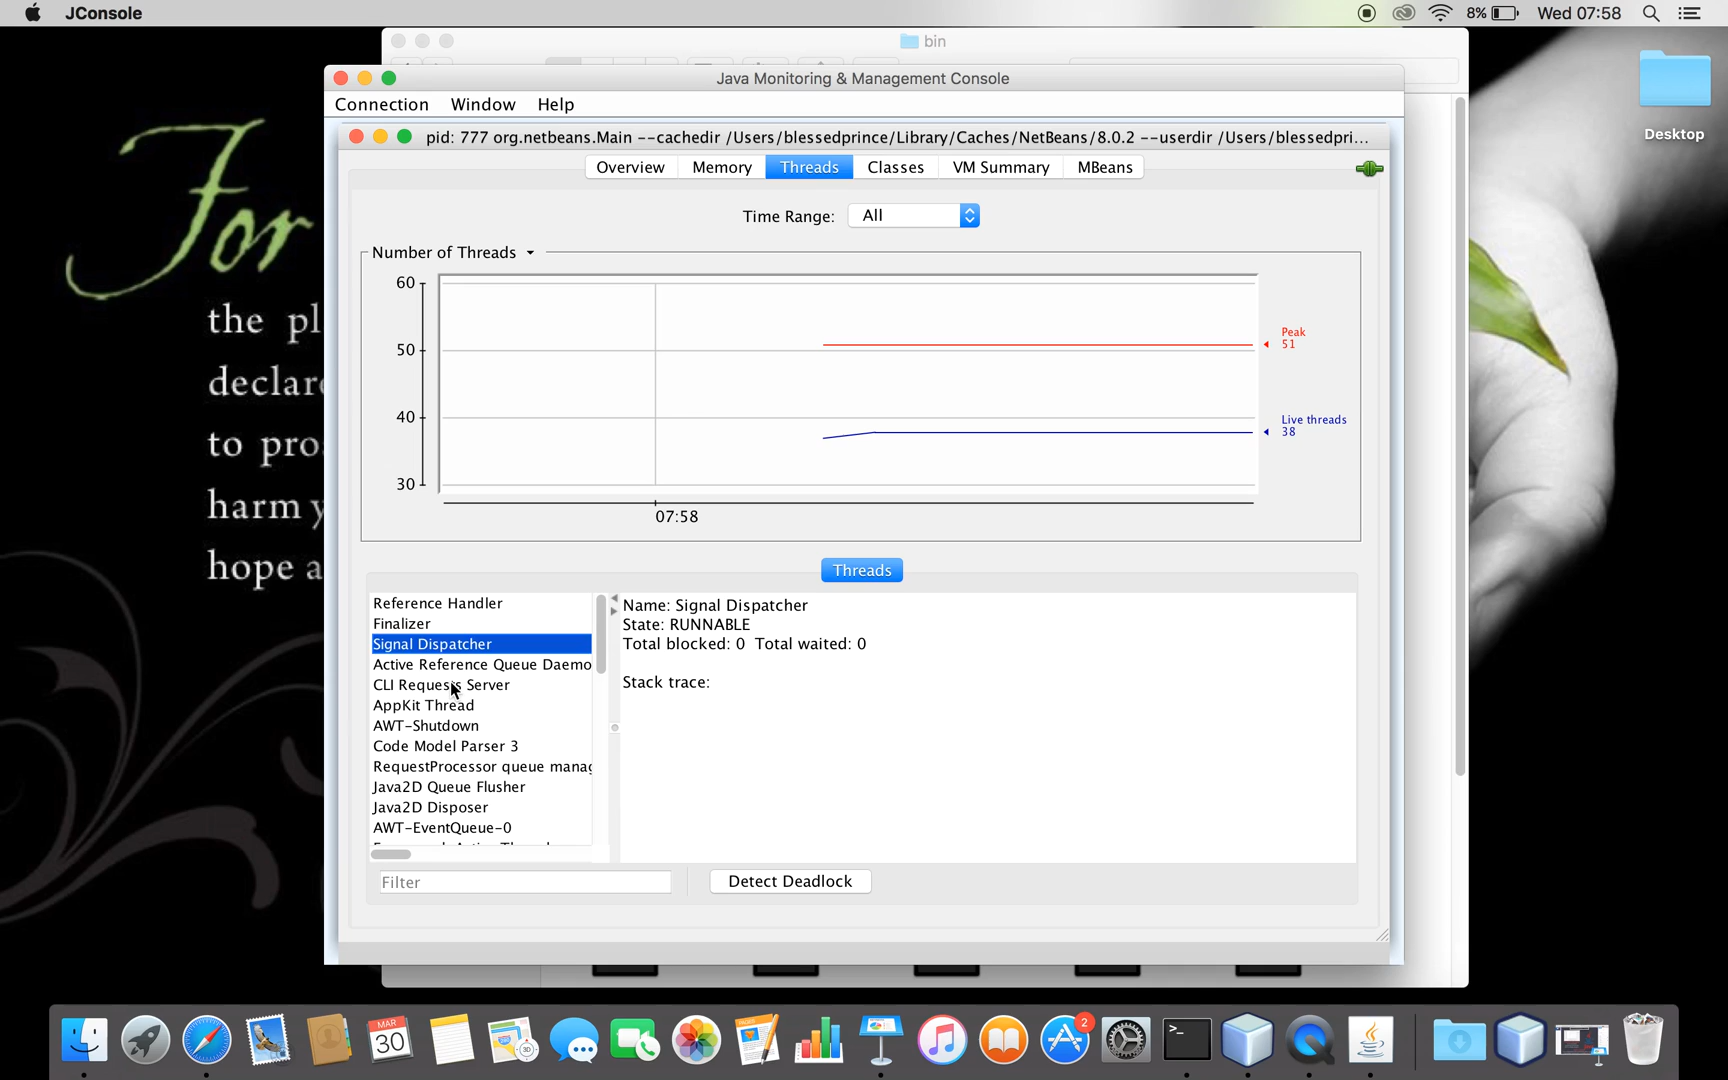 JConsole
8%
Wed 07:58
bin
Java Monitoring & Management Console
Connection Window Help
pid: 777 org.netbeans.Main --cachedir /Users/blessedprince/Library/Caches/NetBeans/8.0.2 --userdir /Users/blessedpri...
Overview Memory Threads Classes VM Summary MBeans
Time Range: All
Number of Threads
60
50
40
30
Peak
51
Live threads
38
07:58
Threads
Reference Handler
Finalizer
Signal Dispatcher
Active Reference Queue Daemo
CLI Requests Server
AppKit Thread
AWT-Shutdown
Code Model Parser 3
RequestProcessor queue manag
Java2D Queue Flusher
Java2D Disposer
AWT-EventQueue-0
Name: Signal Dispatcher
State: RUNNABLE
Total blocked: 0 Total waited: 0
Stack trace:
Filter
Detect Deadlock
Desktop
For
the pl
declare
to pro
harm y
hope a
MAR
30
3D
2
>_